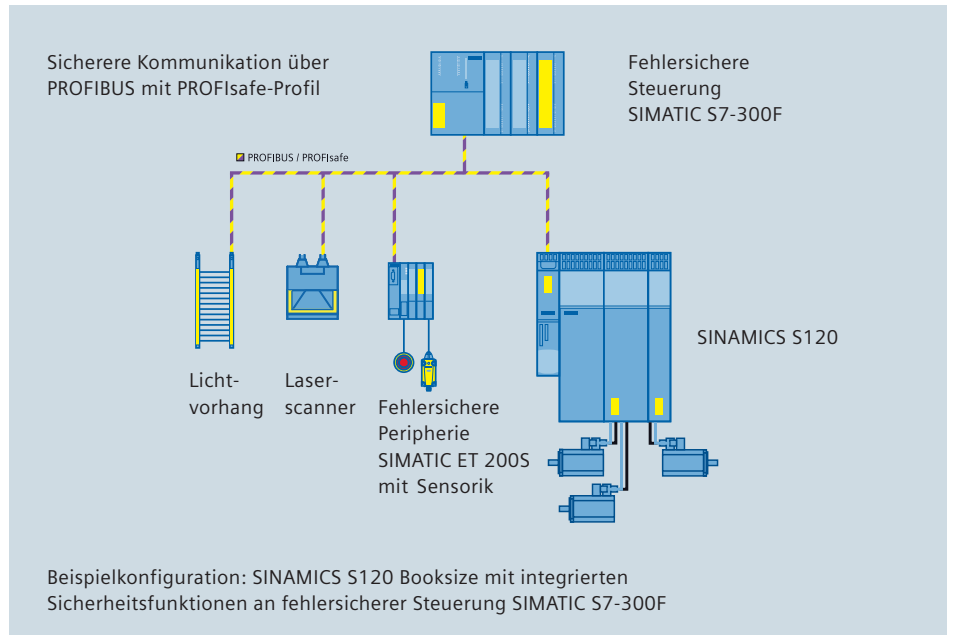 Sicherere Kommunikation über
PROFIBUS mit PROFIsafe-Profil
Fehlersichere
Steuerung
SIMATIC S7-300F
PROFIBUS / PROFIsafe
SINAMICS S120
Licht-
vorhang
Laser-
scanner
Fehlersichere
Peripherie
SIMATIC ET 200S
mit Sensorik
Beispielkonfiguration: SINAMICS S120 Booksize mit integrierten
Sicherheitsfunktionen an fehlersicherer Steuerung SIMATIC S7-300F